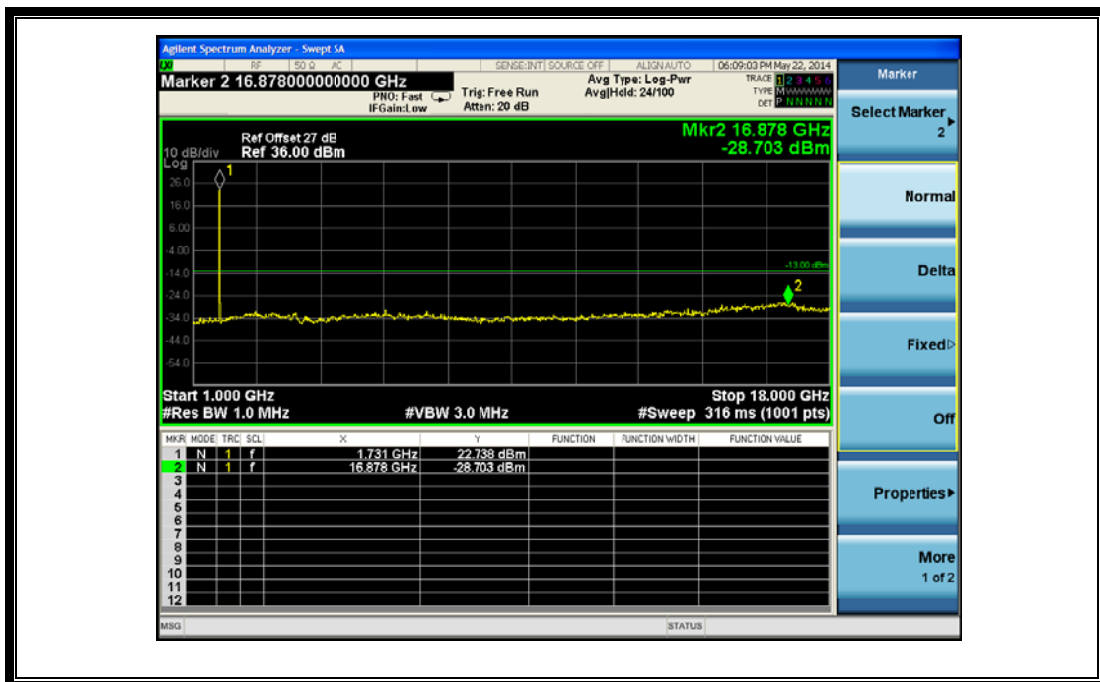 Agilent Spectrum Analyzer - Swept SA
LXI RF 50 Ω AC SENSE:INT SOURCE OFF ALIGN AUTO 06:09:03 PM May 22, 2014
Marker 2 16.878000000000 GHz
PNO: Fast
IFGain:Low
Trig: Free Run
Atten: 20 dB
Avg Type: Log-Pwr
Avg|Hold: 24/100
TRACE 1 2 3 4 5 6
TYPE M WWWWW
DET P N N N N N
Ref Offset 27 dB
10 dB/div Ref 36.00 dBm
Log
Mkr2 16.878 GHz
-28.703 dBm
1
26.0
16.0
6.00
-4.00
-13.00 dBm
-14.0
2
-24.0
-34.0
-44.0
-54.0
Start 1.000 GHz Stop 18.000 GHz
#Res BW 1.0 MHz #VBW 3.0 MHz #Sweep 316 ms (1001 pts)
MKR MODE TRC SCL X Y FUNCTION FUNCTION WIDTH FUNCTION VALUE
1 N 1 f 1.731 GHz 22.738 dBm
2 N 1 f 16.878 GHz -28.703 dBm
3
4
5
6
7
8
9
10
11
12
MSG STATUS
Marker
Select Marker
2
Normal
Delta
Fixed
Off
Properties
More
1 of 2